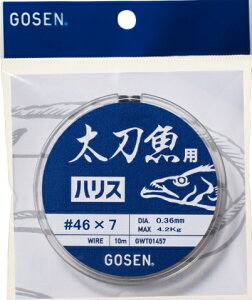 GOSEN®
太刀魚用
ハリス
#46×7
DIA. 0.36mm
MAX 4.2Kg
WIRE 10m GWT01457
GOSEN®